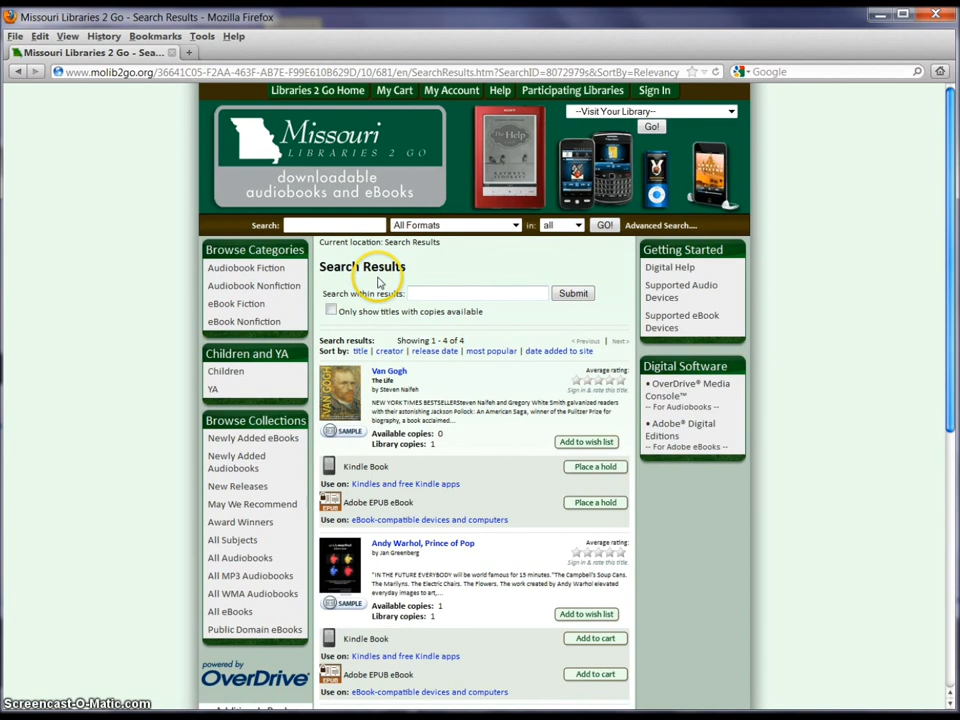 Missouri Libraries 2 Go - Search Results - Mozilla Firefox
File Edit View History Bookmarks Tools Help
Missouri Libraries 2 Go - Sea... +
www.molib2go.org/36641C05-F2AA-463F-AB7E-F99E610B629D/10/681/en/SearchResults.htm?SearchID=8072979s&SortBy=Relevancy Google
Libraries 2 Go Home My Cart My Account Help Participating Libraries Sign In
Missouri
LIBRARIES 2 GO
downloadable
audiobooks and eBooks
SONY
The Help
--Visit Your Library--
Go!
Search: All Formats in: all GO! Advanced Search....
Browse Categories
Audiobook Fiction
Audiobook Nonfiction
eBook Fiction
eBook Nonfiction
Children and YA
Children
YA
Browse Collections
Newly Added eBooks
Newly Added
Audiobooks
New Releases
May We Recommend
Award Winners
All Subjects
All Audiobooks
All MP3 Audiobooks
All WMA Audiobooks
All eBooks
Public Domain eBooks
powered by
OverDrive
Current location: Search Results
Search Results
Search within results: Submit
Only show titles with copies available
Search results: Showing 1 - 4 of 4 < Previous Next >
Sort by: title | creator | release date | most popular | date added to site
VAN GOGH
Van Gogh
The Life
by Steven Naifeh
Average rating:
Sign in & rate this title.
NEW YORK TIMES BESTSELLERSteven Naifeh and Gregory White Smith galvanized readers
with their astonishing Jackson Pollock: An American Saga, winner of the Pulitzer Prize for
biography, a book acclaimed...
SAMPLE
Available copies: 0
Library copies: 1
Add to wish list
Kindle Book Place a hold
Use on: Kindles and free Kindle apps
EPUB
Adobe EPUB eBook Place a hold
Use on: eBook-compatible devices and computers
Andy Warhol, Prince of Pop
by Jan Greenberg
Average rating:
Sign in & rate this title.
"IN THE FUTURE EVERYBODY will be world famous for 15 minutes."The Campbell's Soup Cans.
The Marilyns. The Electric Chairs. The Flowers. The work created by Andy Warhol elevated
everyday images to art,...
SAMPLE
Available copies: 1
Library copies: 1
Add to wish list
Kindle Book Add to cart
Use on: Kindles and free Kindle apps
EPUB
Adobe EPUB eBook Add to cart
Use on: eBook-compatible devices and computers
Getting Started
Digital Help
Supported Audio
Devices
Supported eBook
Devices
Digital Software
• OverDrive® Media
Console™
-- For Audiobooks --
• Adobe® Digital
Editions
-- For Adobe eBooks --
Screencast-O-Matic.com